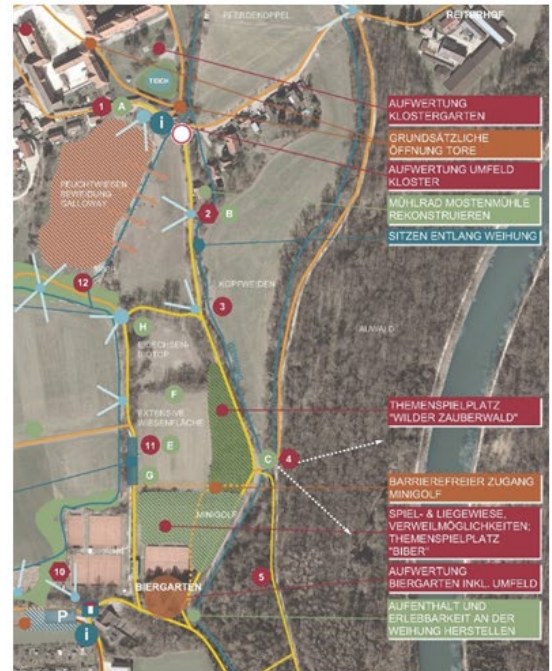 PFERDEKOPPEL
REITERHOF
TEICH
1
A
i
AUFWERTUNG
KLOSTERGARTEN
GRUNDSÄTZLICHE
ÖFFNUNG TORE
AUFWERTUNG UMFELD
KLOSTER
FEUCHTWIESEN
BEWEIDUNG
GALLOWAY
MÜHLRAD MOSTENMÜHLE
REKONSTRUIEREN
2
B
SITZEN ENTLANG WEIHUNG
12
KOPFWEIDEN
3
H
EIDECHSEN-
BIOTOP
AUWALD
F
EXTENSIVE
WIESENFLÄCHE
THEMENSPIELPLATZ
"WILDER ZAUBERWALD"
11
E
C
4
G
BARRIEREFREIER ZUGANG
MINIGOLF
MINIGOLF
SPIEL- & LIEGEWIESE,
VERWEILMÖGLICHKEITEN;
THEMENSPIELPLATZ
"BIBER"
10
5
BIERGARTEN
AUFWERTUNG
BIERGARTEN INKL. UMFELD
P
i
AUFENTHALT UND
ERLEBBARKEIT AN DER
WEIHUNG HERSTELLEN